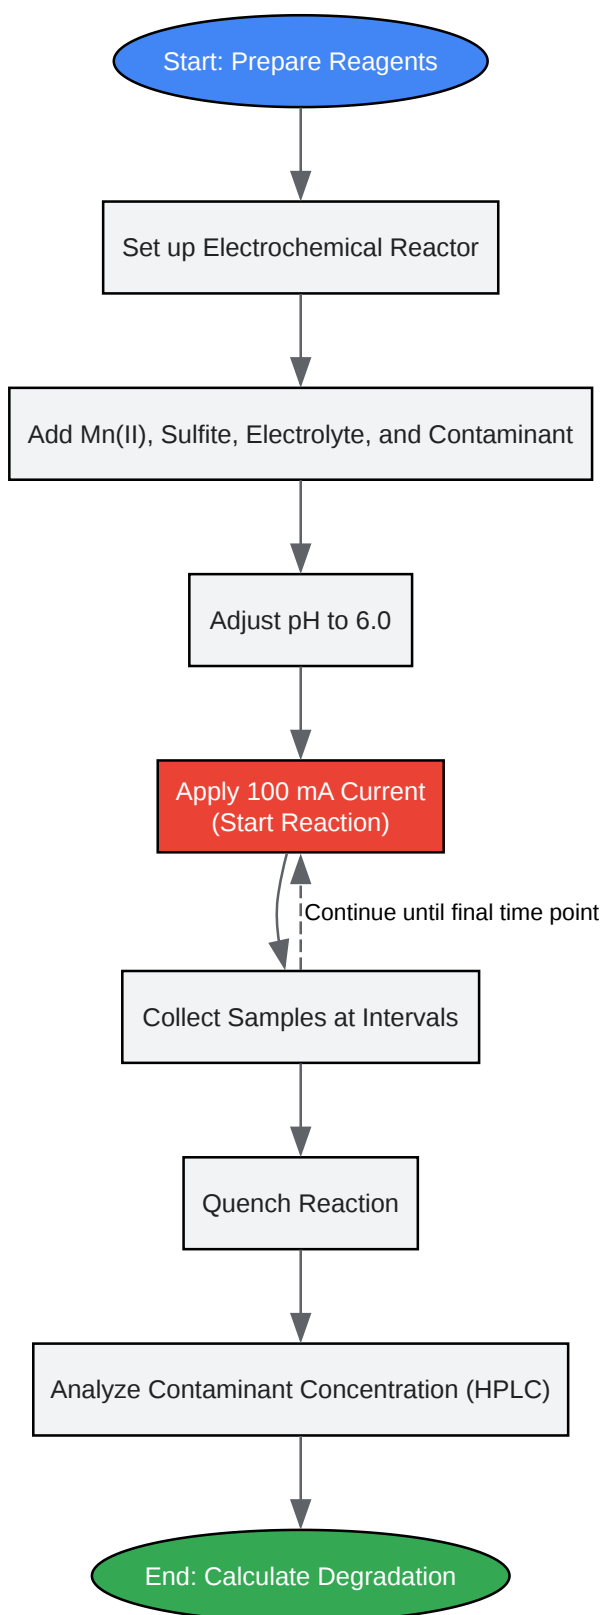 Start: Prepare Reagents
Set up Electrochemical Reactor
Add Mn(II), Sulfite, Electrolyte, and Contaminant
Adjust pH to 6.0
Apply 100 mA Current
(Start Reaction)
Continue until final time point
Collect Samples at Intervals
Quench Reaction
Analyze Contaminant Concentration (HPLC)
End: Calculate Degradation